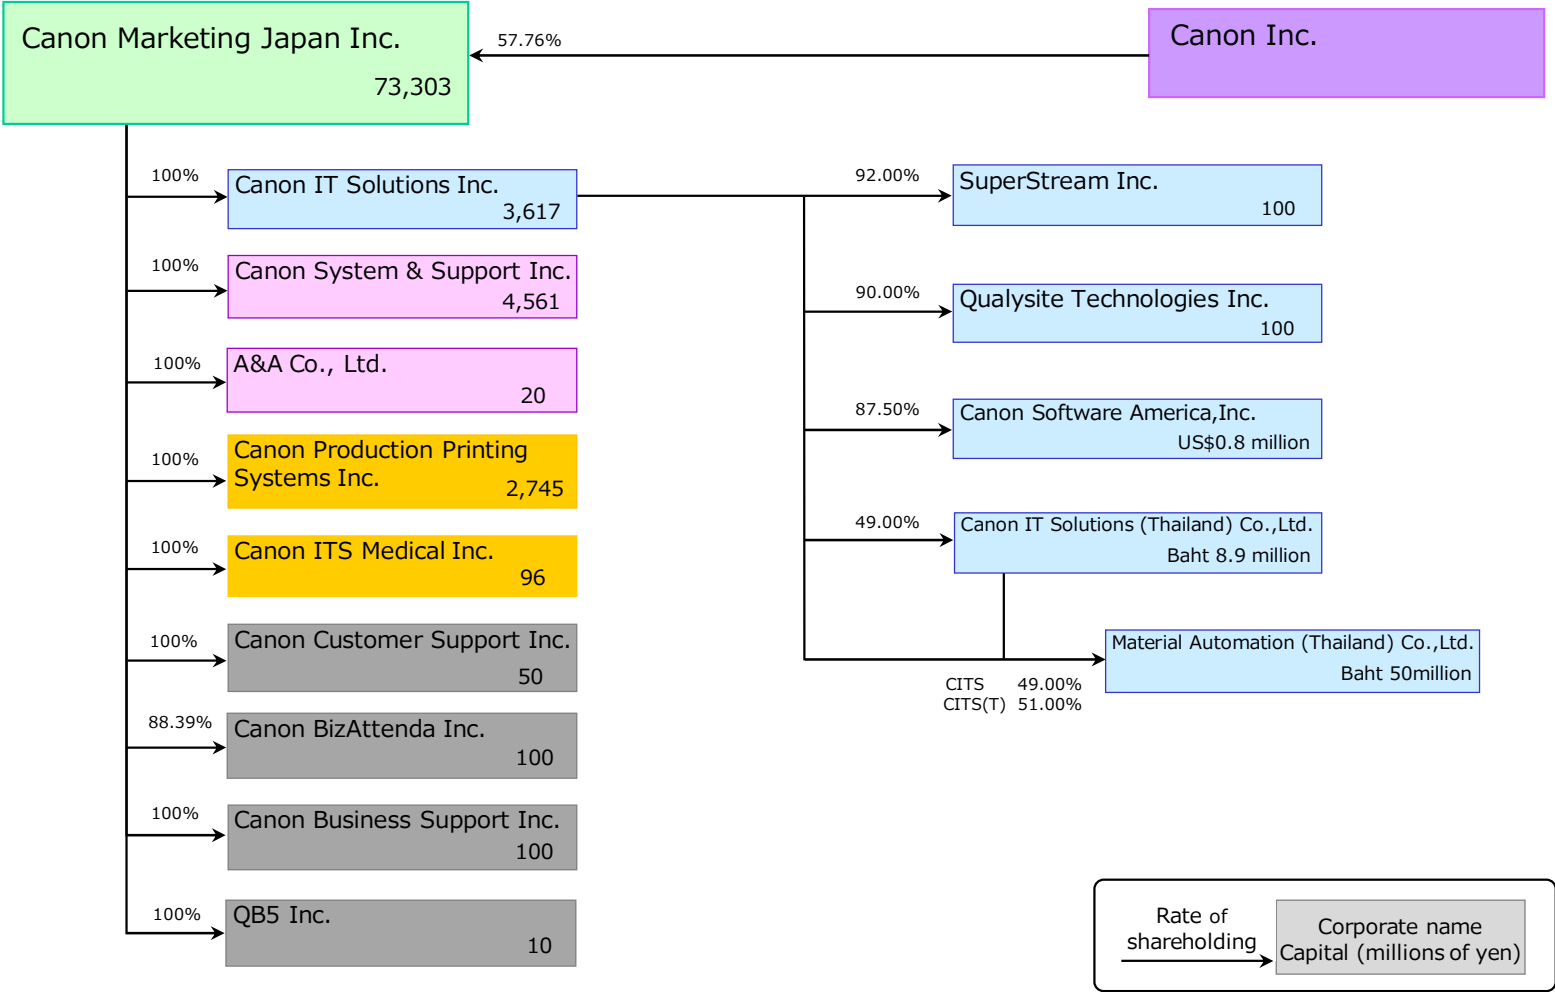 Canon Marketing Japan Inc.
73,303
57.76%
Canon Inc.
100%
Canon IT Solutions Inc.
3,617
100%
Canon System & Support Inc.
4,561
100%
A&A Co., Ltd.
20
100%
Canon Production Printing
Systems Inc.
2,745
100%
Canon ITS Medical Inc.
96
100%
Canon Customer Support Inc.
50
88.39%
Canon BizAttenda Inc.
100
100%
Canon Business Support Inc.
100
100%
QB5 Inc.
10
92.00%
SuperStream Inc.
100
90.00%
Qualysite Technologies Inc.
100
87.50%
Canon Software America,Inc.
US$0.8 million
49.00%
Canon IT Solutions (Thailand) Co.,Ltd.
Baht 8.9 million
Material Automation (Thailand) Co.,Ltd.
Baht 50million
CITS 49.00%
CITS(T) 51.00%
Rate of
shareholding
Corporate name
Capital (millions of yen)